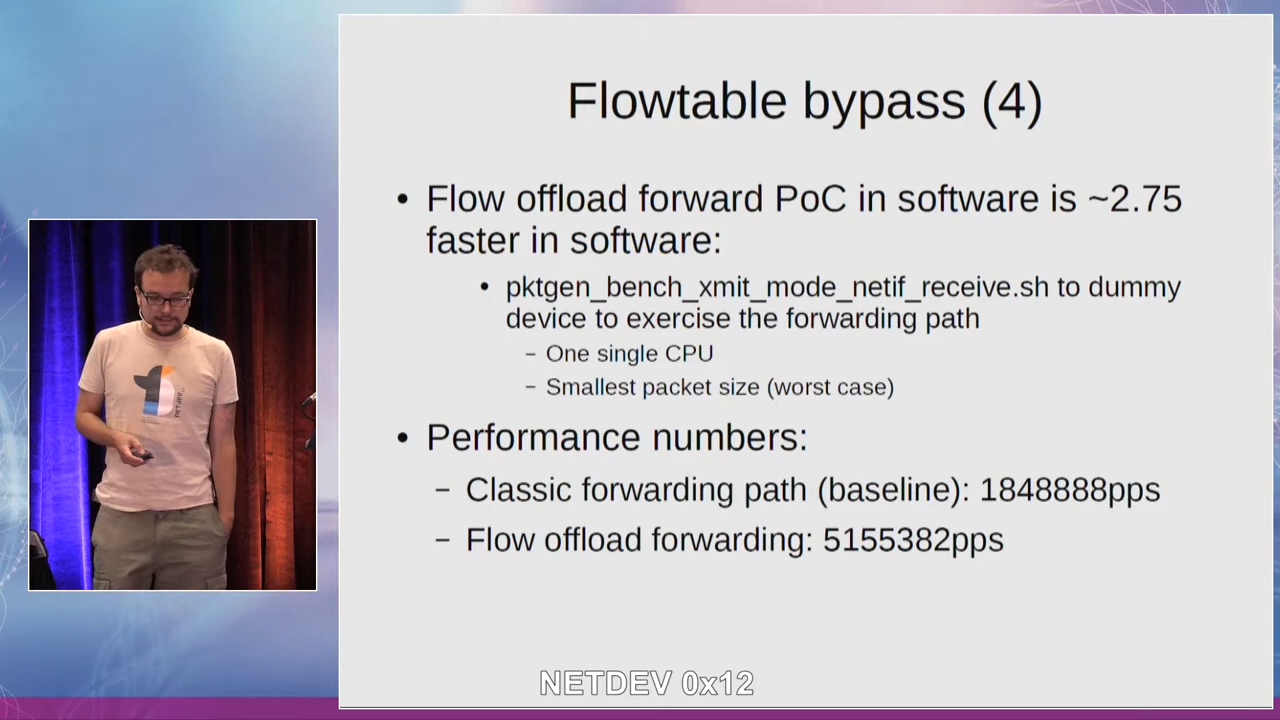 Flowtable bypass (4)
• Flow offload forward PoC in software is ~2.75
faster in software:
• pktgen_bench_xmit_mode_netif_receive.sh to dummy
device to exercise the forwarding path
– One single CPU
– Smallest packet size (worst case)
• Performance numbers:
– Classic forwarding path (baseline): 1848888pps
– Flow offload forwarding: 5155382pps
NETDEV 0x12